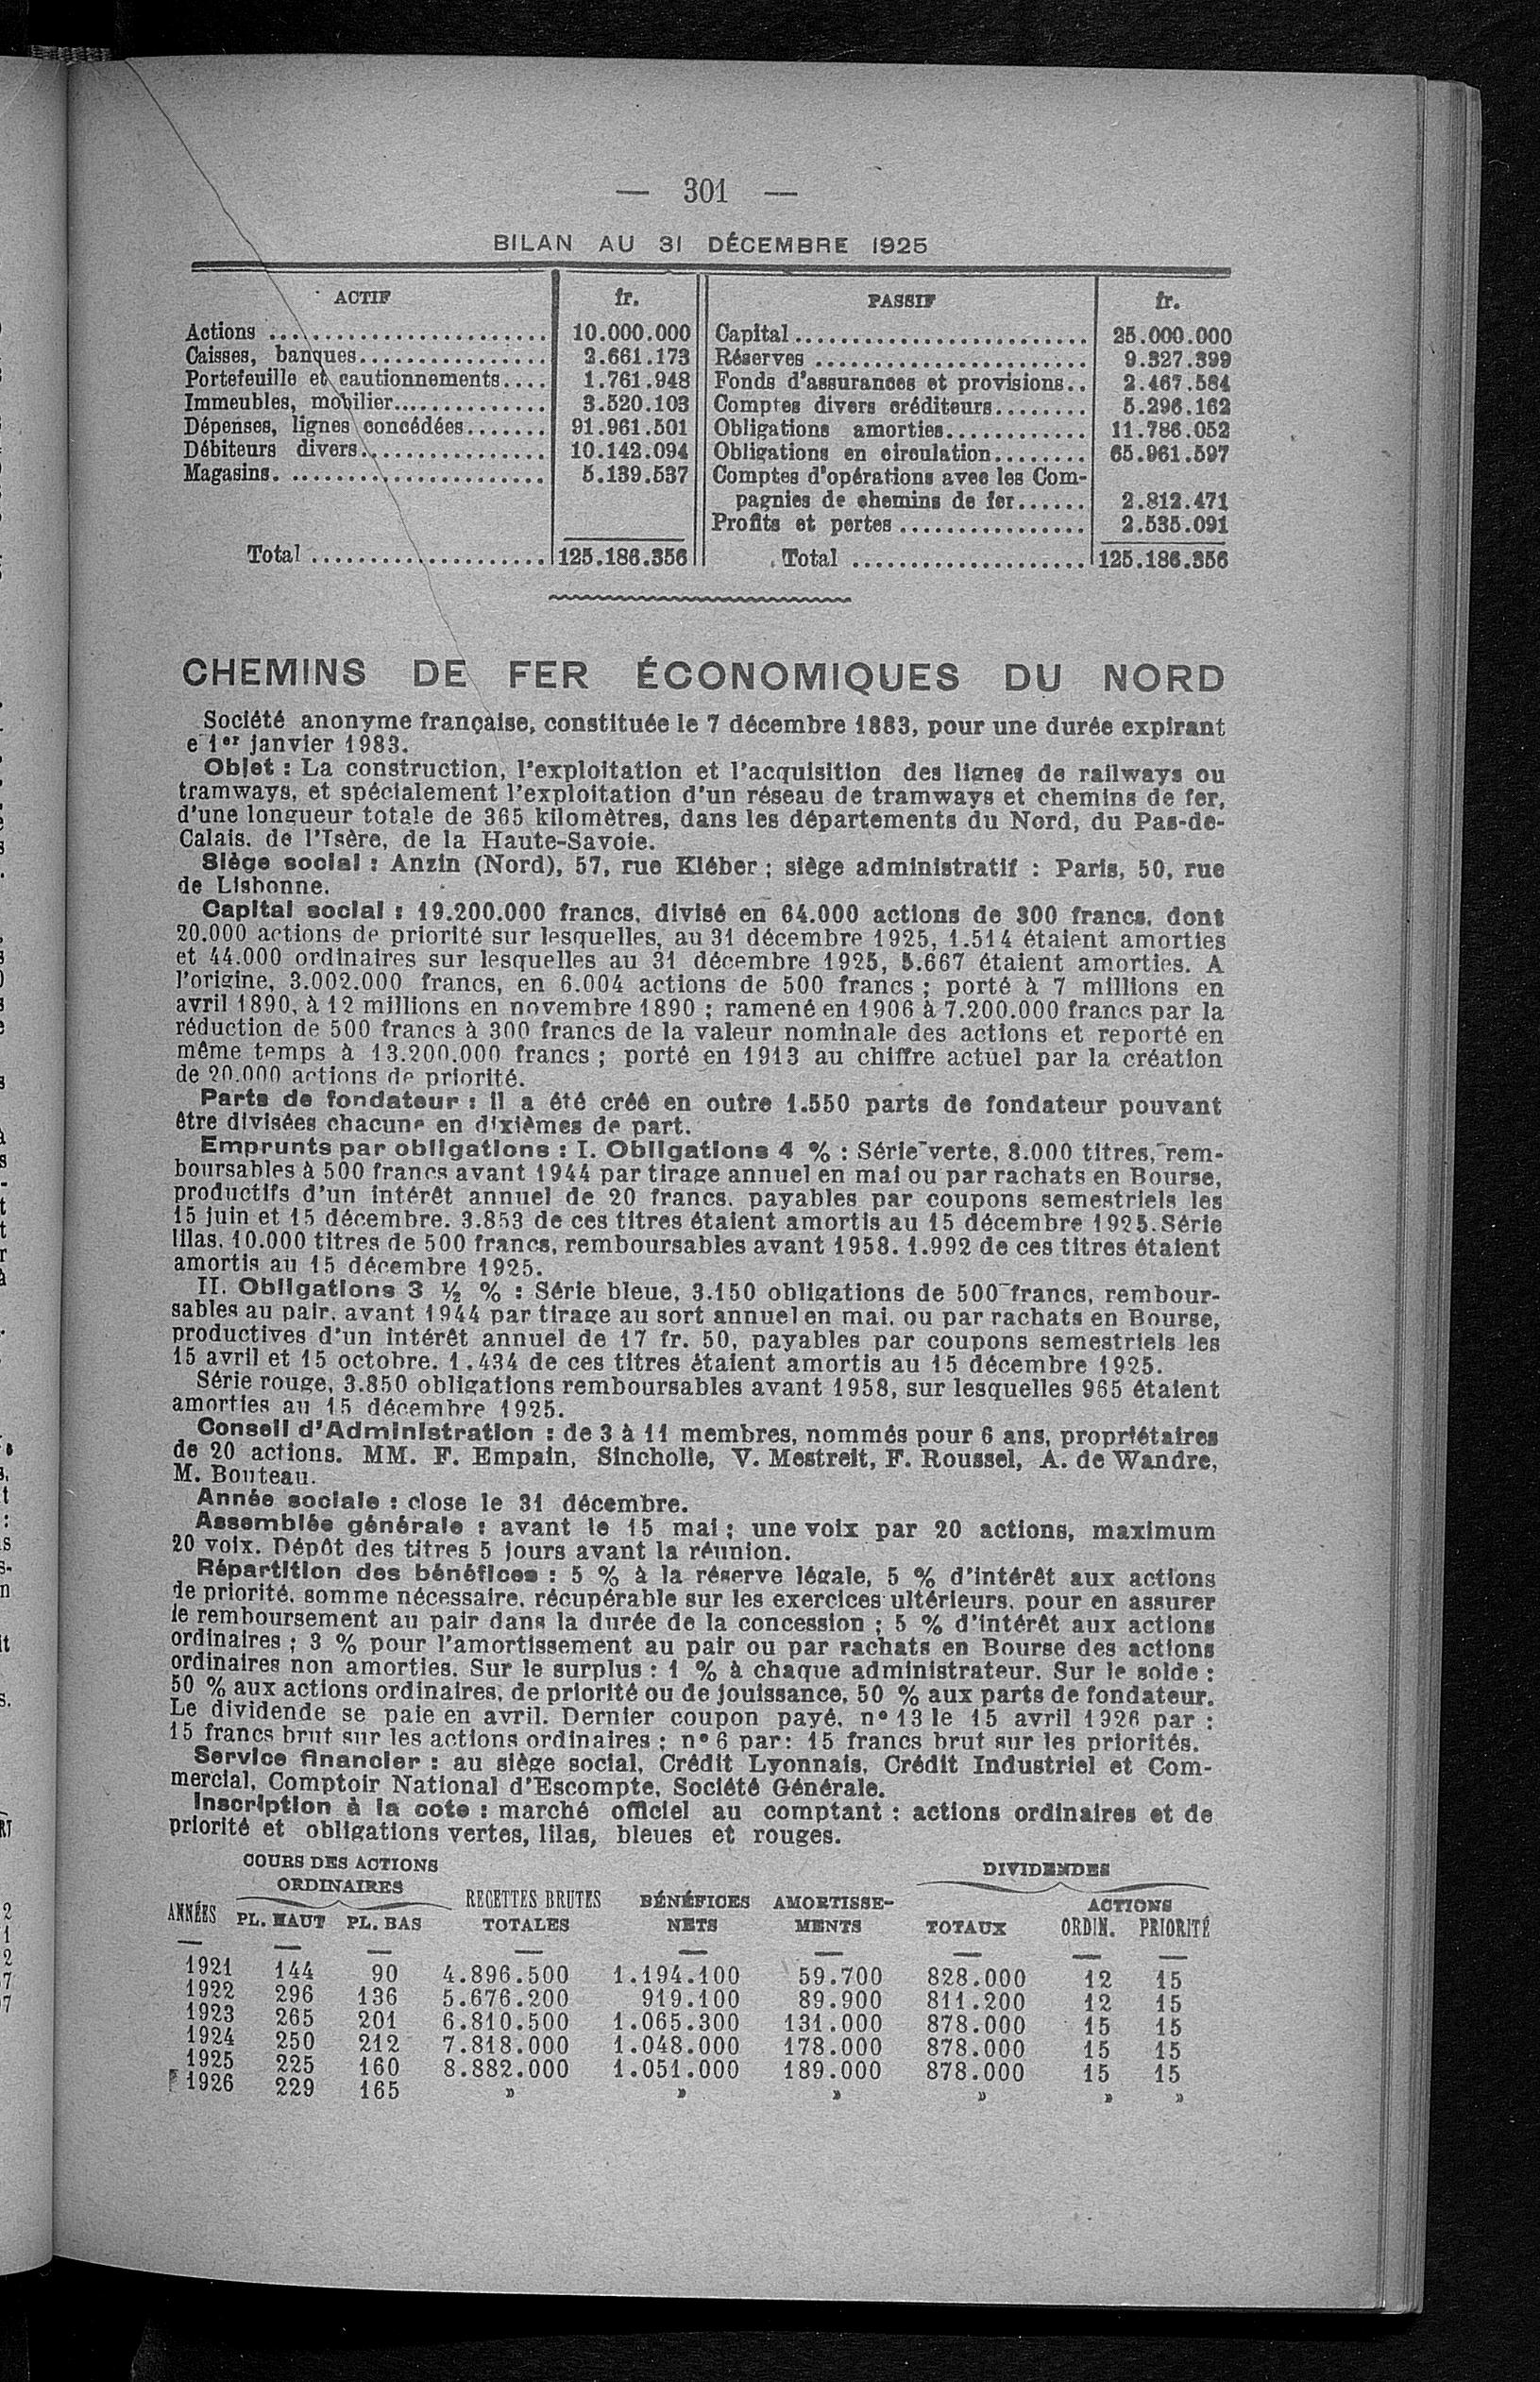 — 301 —
BILAN AU 31 DÉCEMBRE 1925
ACTIF fr. PASSIF fr.
Actions ........................ 10.000.000 Capital ........................ 25.000.000
Caisses, banques................ 2.661.173 Réserves ....................... 9.327.399
Portefeuille et cautionnements.... 1.761.948 Fonds d'assurances et provisions.. 2.467.584
Immeubles, mobilier.............. 3.520.103 Comptes divers créditeurs........ 5.296.162
Dépenses, lignes concédées....... 91.961.501 Obligations amorties............ 11.786.052
Débiteurs divers................ 10.142.094 Obligations en circulation........ 65.961.597
Magasins. ...................... 5.139.537 Comptes d'opérations avec les Com-
pagnies de chemins de fer...... 2.812.471
Profits et pertes ................ 2.535.091
Total .................... 125.186.356 Total .................... 125.186.356
CHEMINS DE FER ÉCONOMIQUES DU NORD
Société anonyme française, constituée le 7 décembre 1883, pour une durée expirant
e 1er janvier 1983.
Objet : La construction, l'exploitation et l'acquisition des lignes de railways ou
tramways, et spécialement l'exploitation d'un réseau de tramways et chemins de fer,
d'une longueur totale de 365 kilomètres, dans les départements du Nord, du Pas-de-
Calais. de l'Isère, de la Haute-Savoie.
Siège social : Anzin (Nord), 57, rue Kléber ; siège administratif : Paris, 50, rue
de Lisbonne.
Capital social : 19.200.000 francs, divisé en 64.000 actions de 300 francs, dont
20.000 actions de priorité sur lesquelles, au 31 décembre 1925, 1.514 étaient amorties
et 44.000 ordinaires sur lesquelles au 31 décembre 1925, 5.667 étaient amorties. A
l'origine, 3.002.000 francs, en 6.004 actions de 500 francs ; porté à 7 millions en
avril 1890, à 12 millions en novembre 1890 ; ramené en 1906 à 7.200.000 francs par la
réduction de 500 francs à 300 francs de la valeur nominale des actions et reporté en
même temps à 13.200.000 francs ; porté en 1913 au chiffre actuel par la création
de 20.000 actions de priorité.
Parts de fondateur : il a été créé en outre 1.550 parts de fondateur pouvant
être divisées chacune en dixièmes de part.
Emprunts par obligations : I. Obligations 4 % : Série verte, 8.000 titres, rem-
boursables à 500 francs avant 1944 par tirage annuel en mai ou par rachats en Bourse,
productifs d'un intérêt annuel de 20 francs. payables par coupons semestriels les
15 juin et 15 décembre. 3.853 de ces titres étaient amortis au 15 décembre 1925. Série
lilas, 10.000 titres de 500 francs, remboursables avant 1958. 1.992 de ces titres étaient
amortis au 15 décembre 1925.
II. Obligations 3 ½ % : Série bleue, 3.150 obligations de 500 francs, rembour-
sables au pair, avant 1944 par tirage au sort annuel en mai, ou par rachats en Bourse,
productives d'un intérêt annuel de 17 fr. 50, payables par coupons semestriels les
15 avril et 15 octobre. 1.434 de ces titres étaient amortis au 15 décembre 1925.
Série rouge, 3.850 obligations remboursables avant 1958, sur lesquelles 965 étaient
amorties au 15 décembre 1925.
Conseil d'Administration : de 3 à 11 membres, nommés pour 6 ans, propriétaires
de 20 actions. MM. F. Empain, Sincholle, V. Mestreit, F. Roussel, A. de Wandre,
M. Bouteau.
Année sociale : close le 31 décembre.
Assemblée générale : avant le 15 mai ; une voix par 20 actions, maximum
20 voix. Dépôt des titres 5 jours avant la réunion.
Répartition des bénéfices : 5 % à la réserve légale, 5 % d'intérêt aux actions
de priorité, somme nécessaire, récupérable sur les exercices ultérieurs, pour en assurer
le remboursement au pair dans la durée de la concession ; 5 % d'intérêt aux actions
ordinaires ; 3 % pour l'amortissement au pair ou par rachats en Bourse des actions
ordinaires non amorties. Sur le surplus : 1 % à chaque administrateur. Sur le solde :
50 % aux actions ordinaires, de priorité ou de jouissance, 50 % aux parts de fondateur.
Le dividende se paie en avril. Dernier coupon payé, n° 13 le 15 avril 1926 par :
15 francs brut sur les actions ordinaires ; n° 6 par : 15 francs brut sur les priorités.
Service financier : au siège social, Crédit Lyonnais, Crédit Industriel et Com-
mercial, Comptoir National d'Escompte, Société Générale.
Inscription à la cote : marché officiel au comptant : actions ordinaires et de
priorité et obligations vertes, lilas, bleues et rouges.
COURS DES ACTIONS DIVIDENDES
ORDINAIRES
ANNÉES RECETTES BRUTES BÉNÉFICES AMORTISSE- ACTIONS
PL. HAUT PL. BAS TOTALES NETS MENTS TOTAUX ORDIN. PRIORITÉ
1921 144 90 4.896.500 1.194.100 59.700 828.000 12 15
1922 296 136 5.676.200 919.100 89.900 811.200 12 15
1923 265 201 6.810.500 1.065.300 131.000 878.000 15 15
1924 250 212 7.818.000 1.048.000 178.000 878.000 15 15
1925 225 160 8.882.000 1.051.000 189.000 878.000 15 15
1926 229 165 » » » » » »